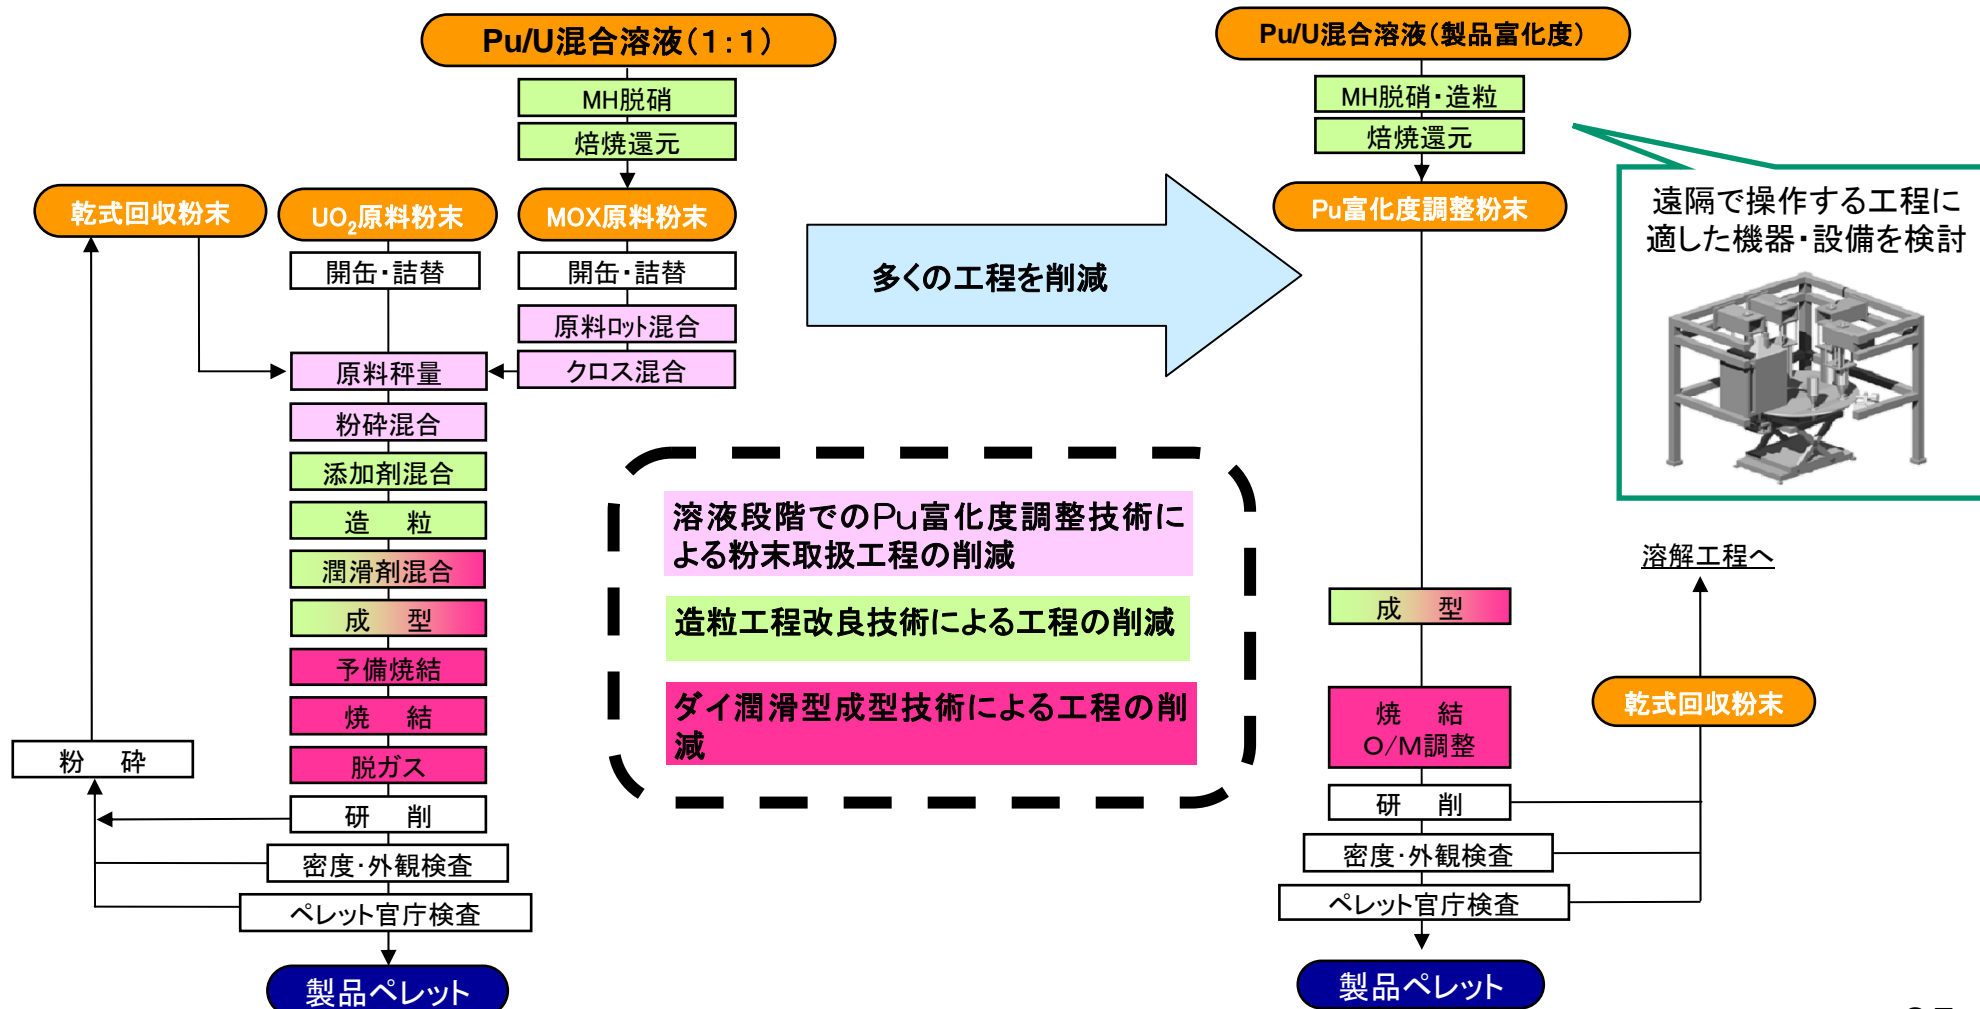 Pu/U混合溶液(1:1)
MH脱硝
焙焼還元
乾式回収粉末
UO₂原料粉末
MOX原料粉末
開缶・詰替
開缶・詰替
原料ロット混合
原料秤量
クロス混合
粉砕混合
添加剤混合
造　粒
潤滑剤混合
成　型
予備焼結
焼　結
脱ガス
粉　砕
研　削
密度・外観検査
ペレット官庁検査
製品ペレット
多くの工程を削減
溶液段階でのPu富化度調整技術に
よる粉末取扱工程の削減
造粒工程改良技術による工程の削減
ダイ潤滑型成型技術による工程の削
減
Pu/U混合溶液(製品富化度)
MH脱硝・造粒
焙焼還元
Pu富化度調整粉末
遠隔で操作する工程に
適した機器・設備を検討
溶解工程へ
成　型
乾式回収粉末
焼　結
O/M調整
研　削
密度・外観検査
ペレット官庁検査
製品ペレット